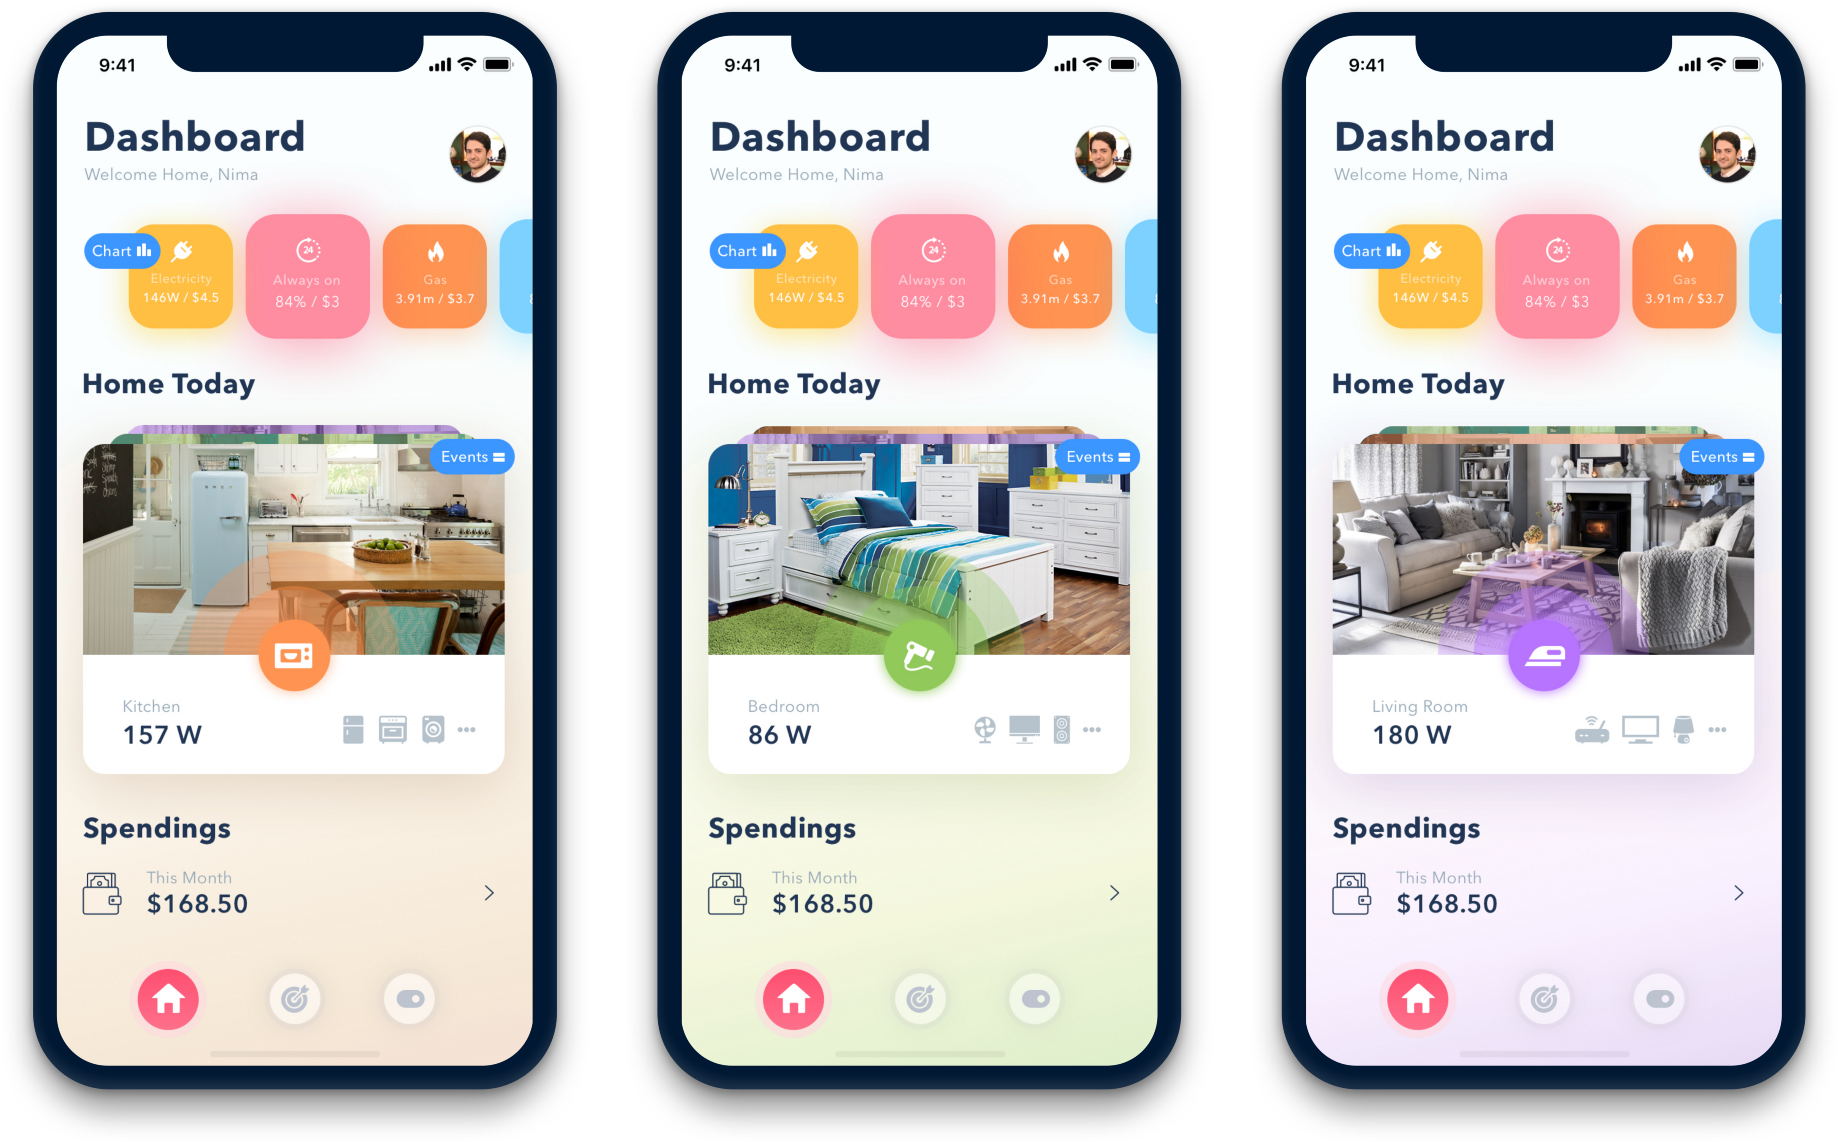 9:41
Dashboard
Welcome Home, Nima
Chart
Electricity
146W / $4.5
24
Always on
84% / $3
Gas
3.91m / $3.7
Home Today
Events
Kitchen
157 W
Spendings
This Month
$168.50
9:41
Dashboard
Welcome Home, Nima
Chart
Electricity
146W / $4.5
24
Always on
84% / $3
Gas
3.91m / $3.7
Home Today
Events
Bedroom
86 W
Spendings
This Month
$168.50
9:41
Dashboard
Welcome Home, Nima
Chart
Electricity
146W / $4.5
24
Always on
84% / $3
Gas
3.91m / $3.7
Home Today
Events
Living Room
180 W
Spendings
This Month
$168.50